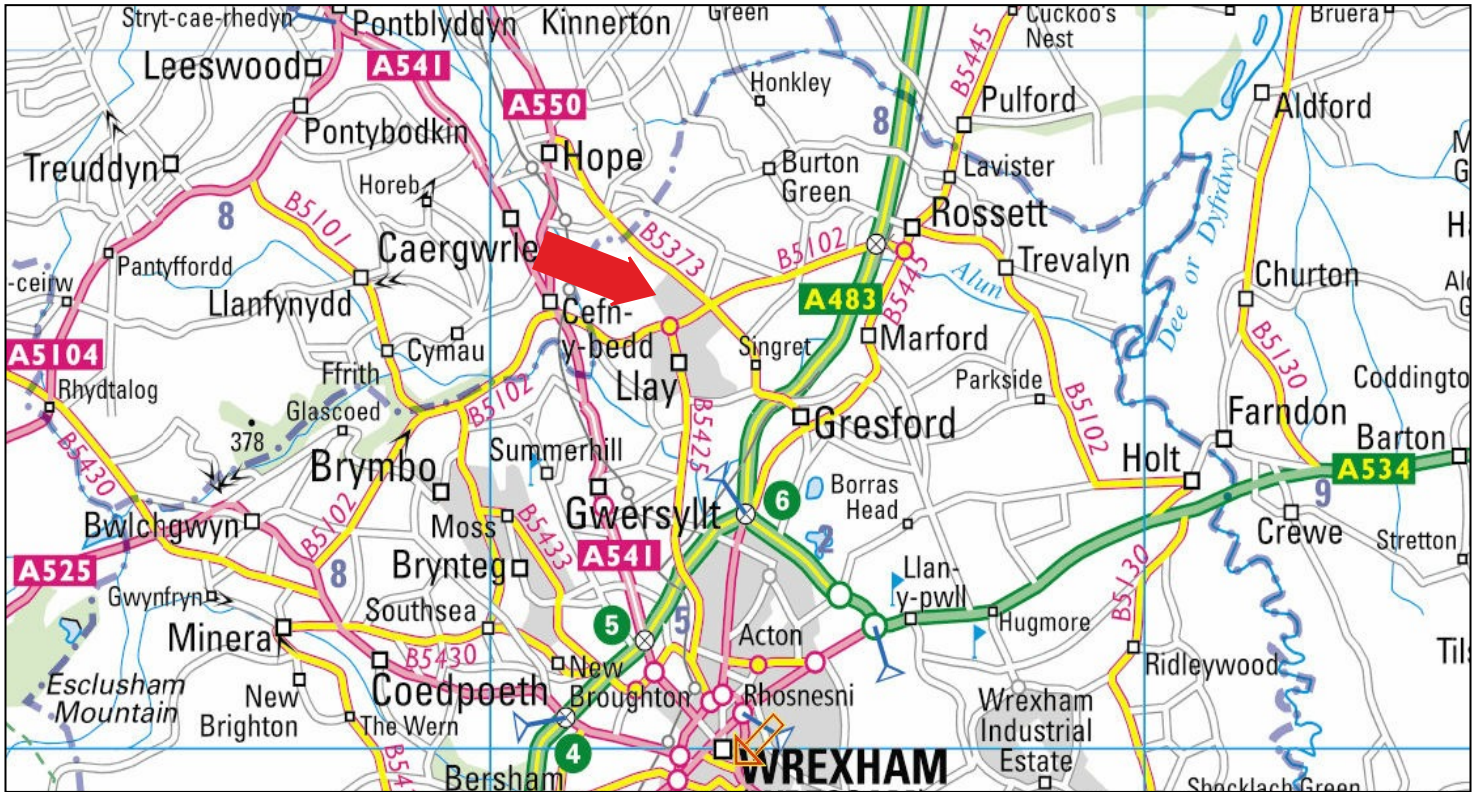 Stryt-cae-rhedyn
Pontblyddyn
Kinnerton
Green
Cuckoo's
Nest
Bruera
Leeswood
A541
B5445
Honkley
A550
8
Pulford
Aldford
Pontybodkin
Hope
Treuddyn
Burton
Green
Lavister
Horeb
8
B5101
Rossett
Dee or Dyfrdwy
Caergwrle
B5373
B5102
Pantyffordd
-ceirw
Llanfynydd
Trevalyn
Alun
Churton
A483
B5445
Cefn-
y-bedd
Marford
A5104
Cymau
Singret
B5130
Ffrith
Llay
Parkside
Rhydtalog
B5102
Coddingto
Glascoed
378
B5425
Gresford
B5102
Farndon
Barton
B5430
Summerhill
Holt
A534
Brymbo
6
Borras
Head
9
Bwlchgwyn
B5102
Moss
Gwersyllt
Crewe
B5433
2
Stretton
A541
A525
8
Brynteg
Llan-
y-pwll
B5130
Gwynfryn
Southsea
5
5
Hugmore
Minera
Acton
B5430
New
Broughton
Ridleywood
Til
Esclusham
Mountain
Coedpoeth
Rhosnesni
New
Brighton
The Wern
Wrexham
Industrial
Estate
4
WREXHAM
Bersham
Shocklach Green